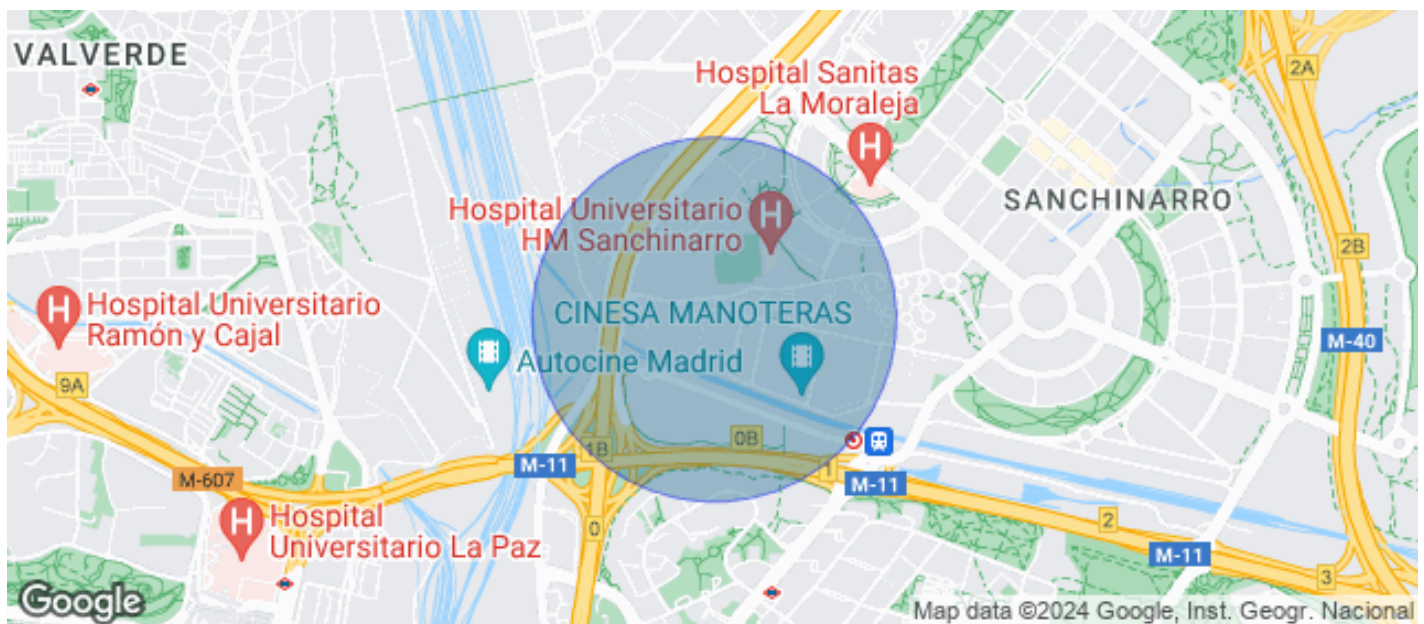 VALVERDE
2A
Hospital Sanitas
La Moraleja
H
Hospital Universitario
HM Sanchinarro
H
SANCHINARRO
2B
H
Hospital Universitario
Ramón y Cajal
CINESA MANOTERAS
Autocine Madrid
M-40
9A
0B
1B
M-11
1
M-607
M-11
H
Hospital
Universitario La Paz
0
2
M-11
3
Google
Map data ©2024 Google, Inst. Geogr. Nacional